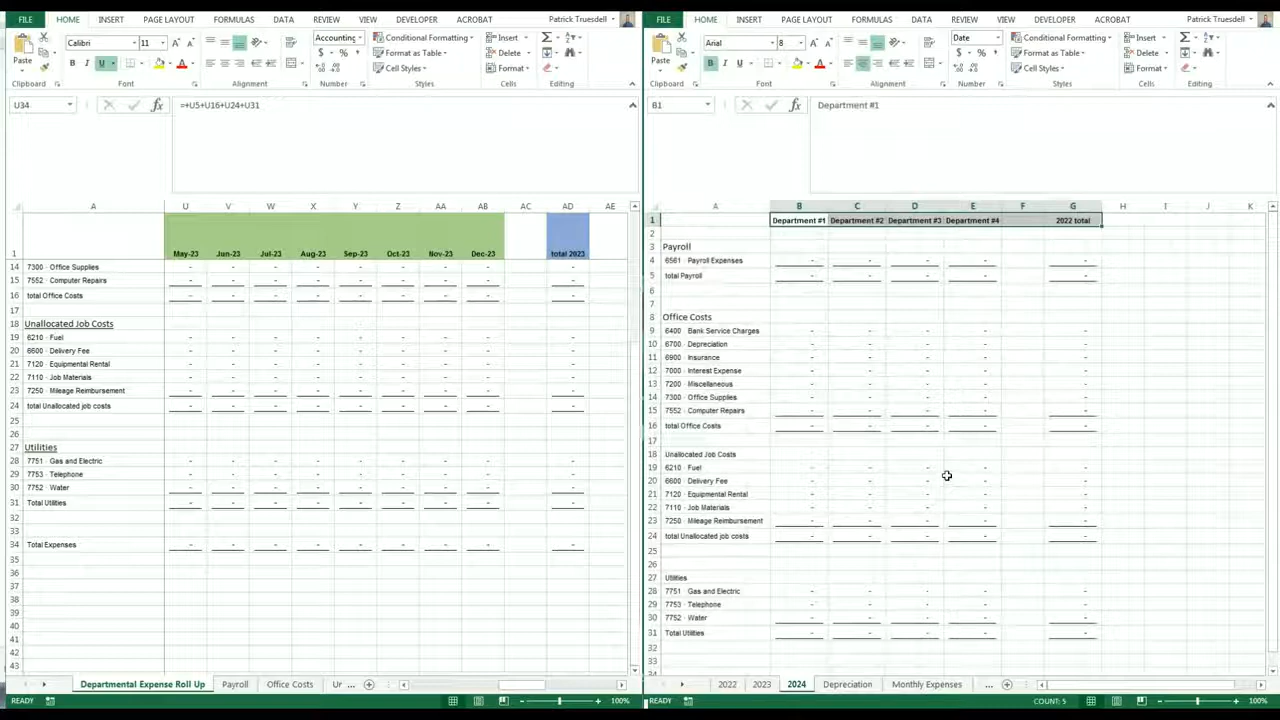 FILE HOME INSERT PAGE LAYOUT FORMULAS DATA REVIEW VIEW DEVELOPER ACROBAT Patrick Truesdell
Calibri 11 Accounting Conditional Formatting Insert
Paste Format as Table Delete
B I U $ % , Cell Styles Format
Clipboard Font Alignment Number Styles Cells Editing
U34 fx =+U5+U16+U24+U31
A U V W X Y Z AA AB AC AD AE
1 May-23 Jun-23 Jul-23 Aug-23 Sep-23 Oct-23 Nov-23 Dec-23 total 2023
14 7300 · Office Supplies - - - - - - - - -
15 7552 · Computer Repairs - - - - - - - - -
16 total Office Costs - - - - - - - - -
17
18 Unallocated Job Costs
19 6210 · Fuel - - - - - - - - -
20 6600 · Delivery Fee - - - - - - - - -
21 7120 · Equipmental Rental - - - - - - - - -
22 7110 · Job Materials - - - - - - - - -
23 7250 · Mileage Reimbursement - - - - - - - - -
24 total Unallocated job costs - - - - - - - - -
25
26
27 Utilities
28 7751 · Gas and Electric - - - - - - - - -
29 7753 · Telephone - - - - - - - - -
30 7752 · Water - - - - - - - - -
31 Total Utilities - - - - - - - - -
32
33
34 Total Expenses - - - - - - - - -
35
36
37
38
39
40
41
42
43
Departmental Expense Roll Up Payroll Office Costs Ur ...
READY 100%
FILE HOME INSERT PAGE LAYOUT FORMULAS DATA REVIEW VIEW DEVELOPER ACROBAT Patrick Truesdell
Arial 8 Date Conditional Formatting Insert
Paste Format as Table Delete
B I U $ % , Cell Styles Format
Clipboard Font Alignment Number Styles Cells Editing
B1 fx Department #1
A B C D E F G H I J K
1 Department #1 Department #2 Department #3 Department #4 2022 total
2
3 Payroll
4 6561 · Payroll Expenses - - - - -
5 total Payroll - - - - -
6
7
8 Office Costs
9 6400 · Bank Service Charges - - - - -
10 6700 · Depreciation - - - - -
11 6900 · Insurance - - - - -
12 7000 · Interest Expense - - - - -
13 7200 · Miscellaneous - - - - -
14 7300 · Office Supplies - - - - -
15 7552 · Computer Repairs - - - - -
16 total Office Costs - - - - -
17
18 Unallocated Job Costs
19 6210 · Fuel - - - - -
20 6600 · Delivery Fee - - - - -
21 7120 · Equipmental Rental - - - - -
22 7110 · Job Materials - - - - -
23 7250 · Mileage Reimbursement - - - - -
24 total Unallocated job costs - - - - -
25
26
27 Utilities
28 7751 · Gas and Electric - - - - -
29 7753 · Telephone - - - - -
30 7752 · Water - - - - -
31 Total Utilities - - - - -
32
33
2022 2023 2024 Depreciation Monthly Expenses ...
READY COUNT: 5 100%